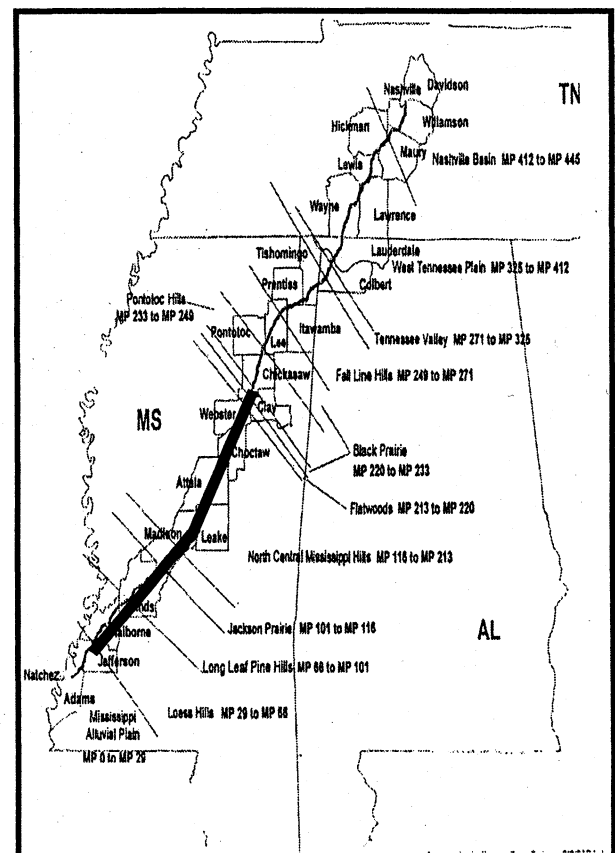 Nashville
Davidson
TN
Hickman
Williamson
Maury
Nashville Basin MP 412 to MP 445
Lewis
Wayne
Lawrence
Tishomingo
Lauderdale
West Tennessee Plain MP 325 to MP 412
Prentiss
Colbert
Pontotoc Hills
MP 233 to MP 249
Itawamba
Pontotoc
Lee
Tennessee Valley MP 271 to MP 325
Chickasaw
Fall Line Hills MP 249 to MP 271
Webster
Clay
MS
Choctaw
Black Prairie
MP 220 to MP 233
Attala
Flatwoods MP 213 to MP 220
Madison
Leake
North Central Mississippi Hills MP 116 to MP 213
AL
Jackson Prairie MP 101 to MP 116
Jefferson
Long Leaf Pine Hills MP 66 to MP 101
Natchez
Adams
Loess Hills MP 29 to MP 66
Mississippi
Alluvial Plain
MP 0 to MP 29